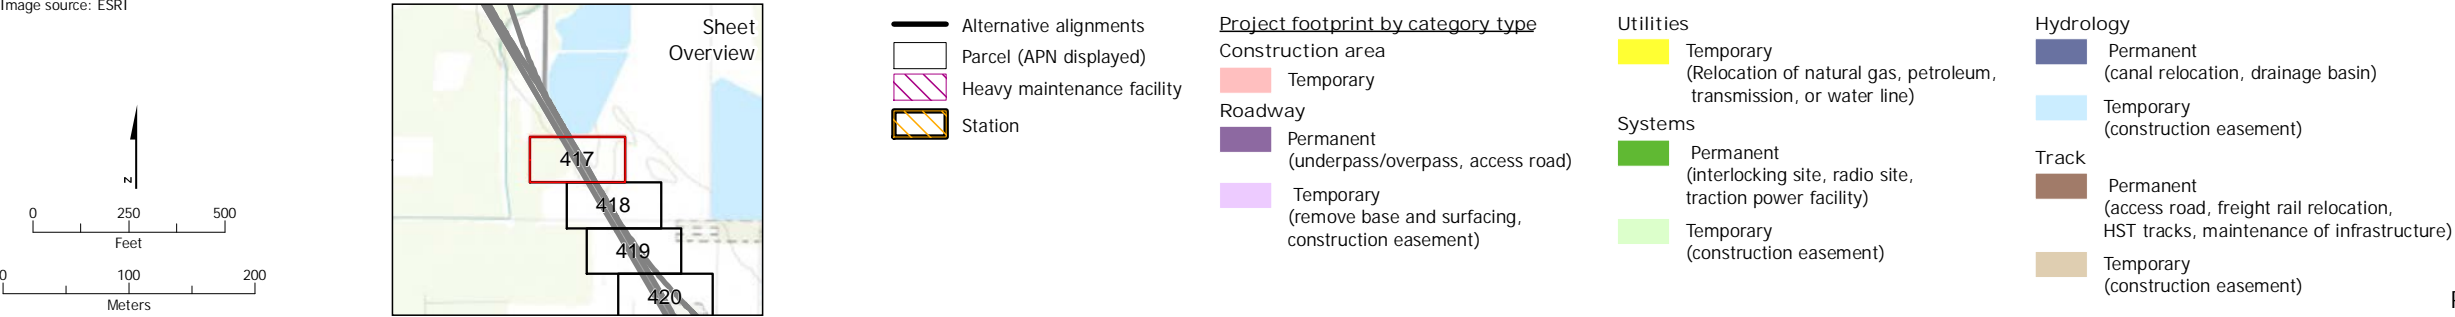 Image source: ESRI
N
0 250 500
Feet
0 100 200
Meters
Sheet
Overview
417
418
419
420
Alternative alignments
Parcel (APN displayed)
Heavy maintenance facility
Station
Project footprint by category type
Construction area
Temporary
Roadway
Permanent
(underpass/overpass, access road)
Temporary
(remove base and surfacing,
construction easement)
Utilities
Temporary
(Relocation of natural gas, petroleum,
transmission, or water line)
Systems
Permanent
(interlocking site, radio site,
traction power facility)
Temporary
(construction easement)
Hydrology
Permanent
(canal relocation, drainage basin)
Temporary
(construction easement)
Track
Permanent
(access road, freight rail relocation,
HST tracks, maintenance of infrastructure)
Temporary
(construction easement)